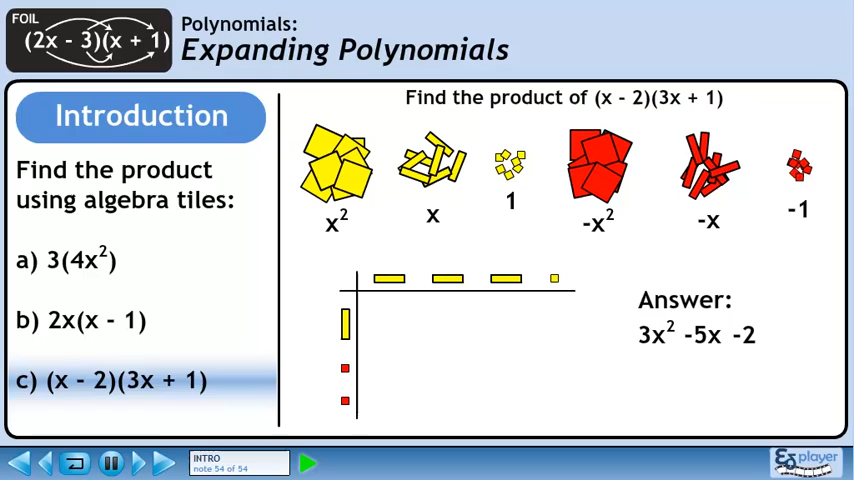 FOIL
(2x - 3)(x + 1)
Polynomials:
Expanding Polynomials
Introduction
Find the product
using algebra tiles:
a) 3(4x²)
b) 2x(x - 1)
c) (x - 2)(3x + 1)
Find the product of (x - 2)(3x + 1)
x² x 1 -x² -x -1
Answer:
3x² -5x -2
INTRO
note 54 of 54
player